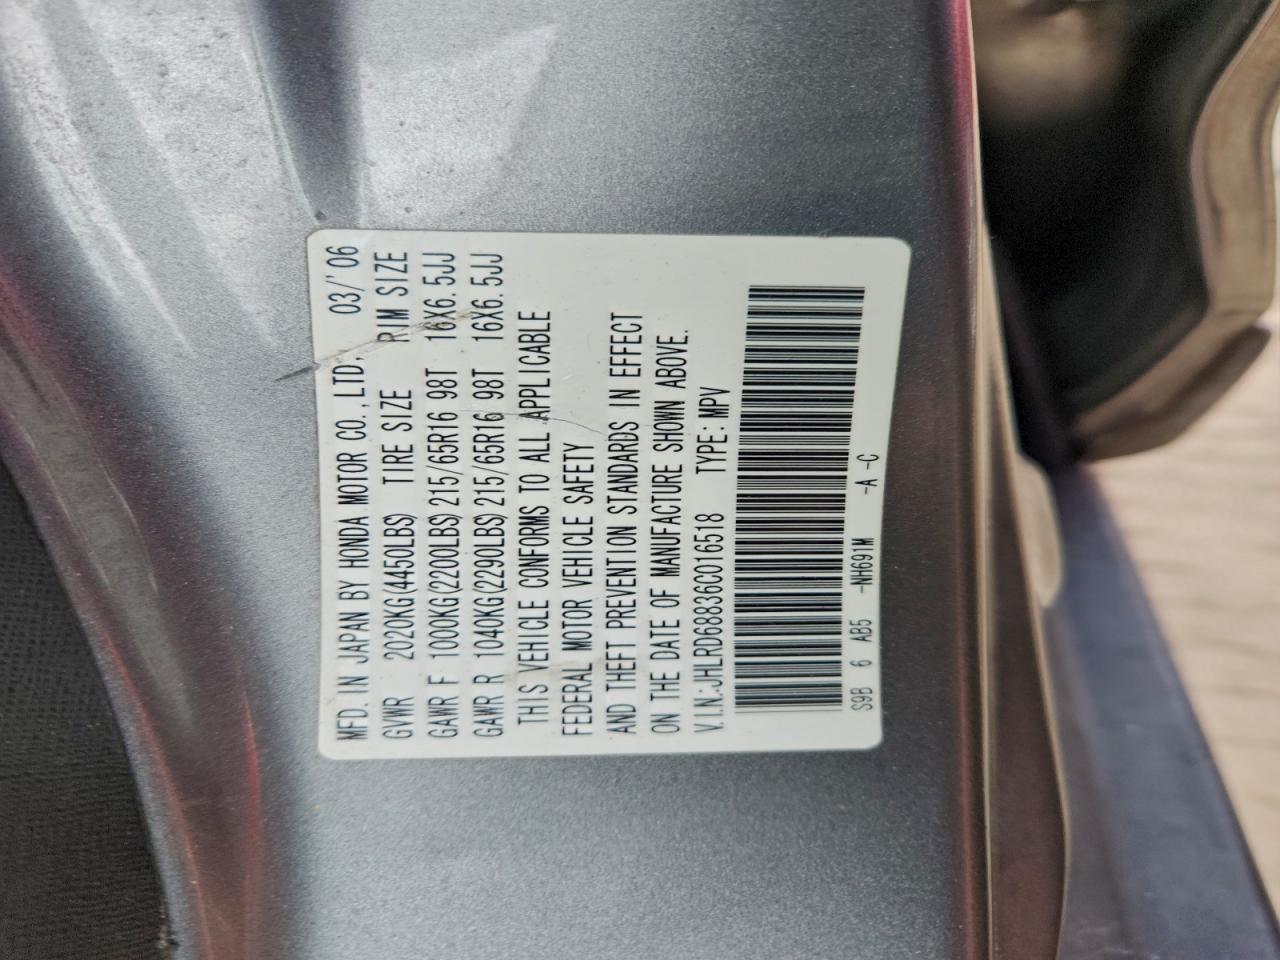 MFD. IN JAPAN BY HONDA MOTOR CO., LTD. 03/'06
GVWR 2020KG(4450LBS) TIRE SIZE RIM SIZE
GAWR F 1000KG(2200LBS) 215/65R16 98T 16X6.5JJ
GAWR R 1040KG(2290LBS) 215/65R16 98T 16X6.5JJ
THIS VEHICLE CONFORMS TO ALL APPLICABLE
FEDERAL MOTOR VEHICLE SAFETY
AND THEFT PREVENTION STANDARDS IN EFFECT
ON THE DATE OF MANUFACTURE SHOWN ABOVE.
V.I.N.:JHLRD68836C016518 TYPE:MPV
S9B 6 AB5 -NH691M -A -C